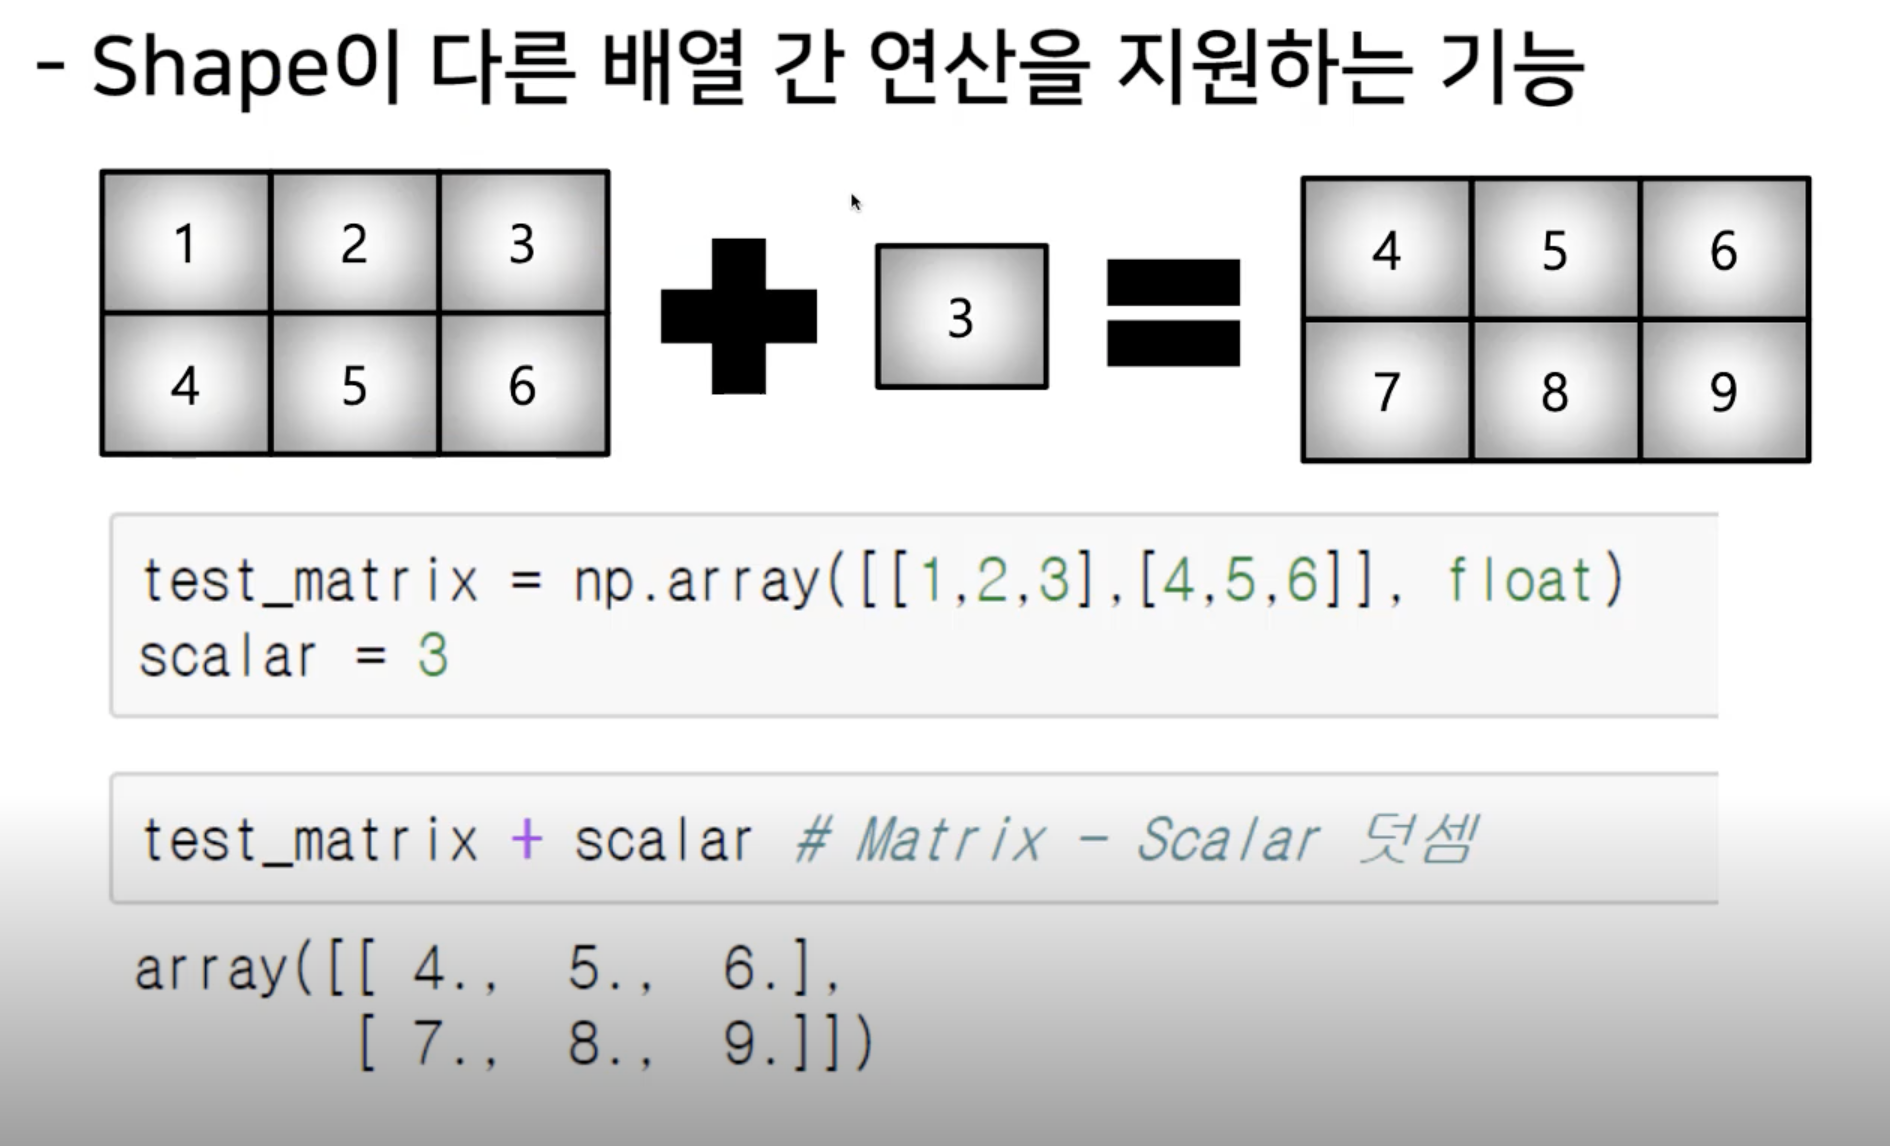 - Shape이 다른 배열 간 연산을 지원하는 기능
1 2 3
4 5 6
3
4 5 6
7 8 9
test_matrix = np.array([[1,2,3],[4,5,6]], float)
scalar = 3
test_matrix + scalar # Matrix - Scalar 덧셈
array([[ 4., 5., 6.],
[ 7., 8., 9.]])